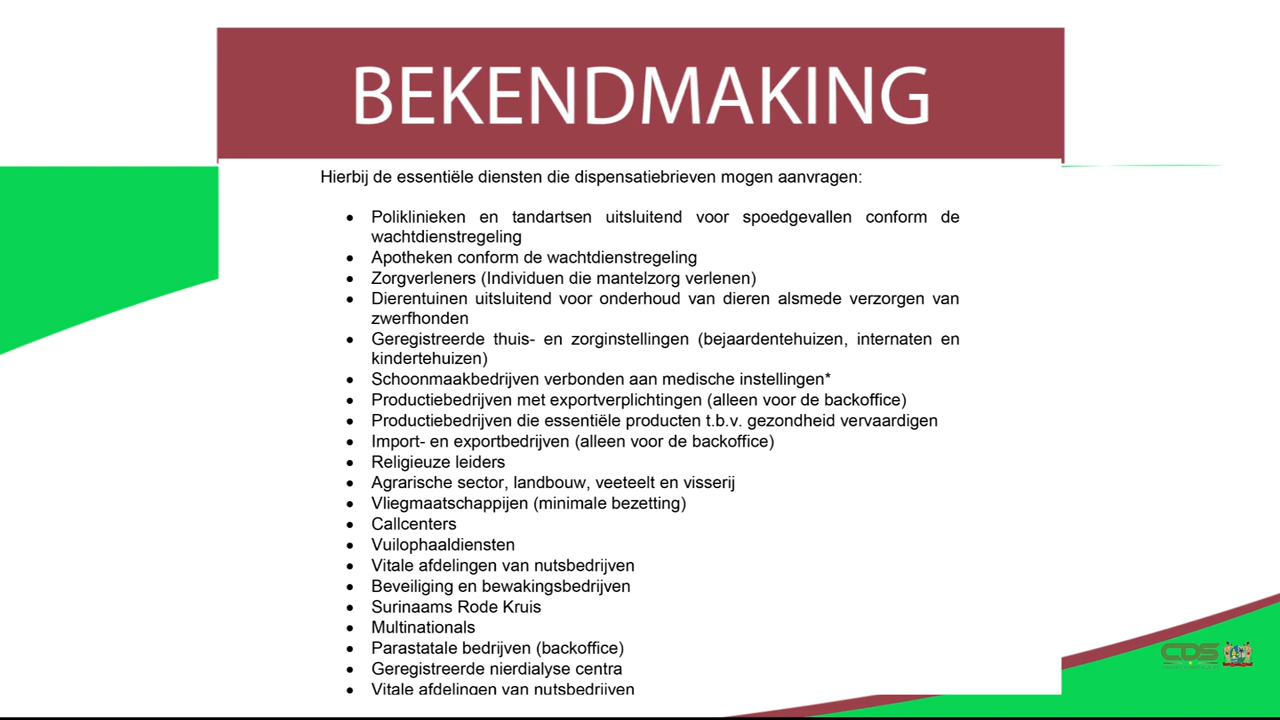 BEKENDMAKING
Hierbij de essentiële diensten die dispensatiebrieven mogen aanvragen:
• Poliklinieken en tandartsen uitsluitend voor spoedgevallen conform de
wachtdienstregeling
• Apotheken conform de wachtdienstregeling
• Zorgverleners (Individuen die mantelzorg verlenen)
• Dierentuinen uitsluitend voor onderhoud van dieren alsmede verzorgen van
zwerfhonden
• Geregistreerde thuis- en zorginstellingen (bejaardentehuizen, internaten en
kindertehuizen)
• Schoonmaakbedrijven verbonden aan medische instellingen*
• Productiebedrijven met exportverplichtingen (alleen voor de backoffice)
• Productiebedrijven die essentiële producten t.b.v. gezondheid vervaardigen
• Import- en exportbedrijven (alleen voor de backoffice)
• Religieuze leiders
• Agrarische sector, landbouw, veeteelt en visserij
• Vliegmaatschappijen (minimale bezetting)
• Callcenters
• Vuilophaaldiensten
• Vitale afdelingen van nutsbedrijven
• Beveiliging en bewakingsbedrijven
• Surinaams Rode Kruis
• Multinationals
• Parastatale bedrijven (backoffice)
• Geregistreerde nierdialyse centra
• Vitale afdelingen van nutsbedrijven
CDS